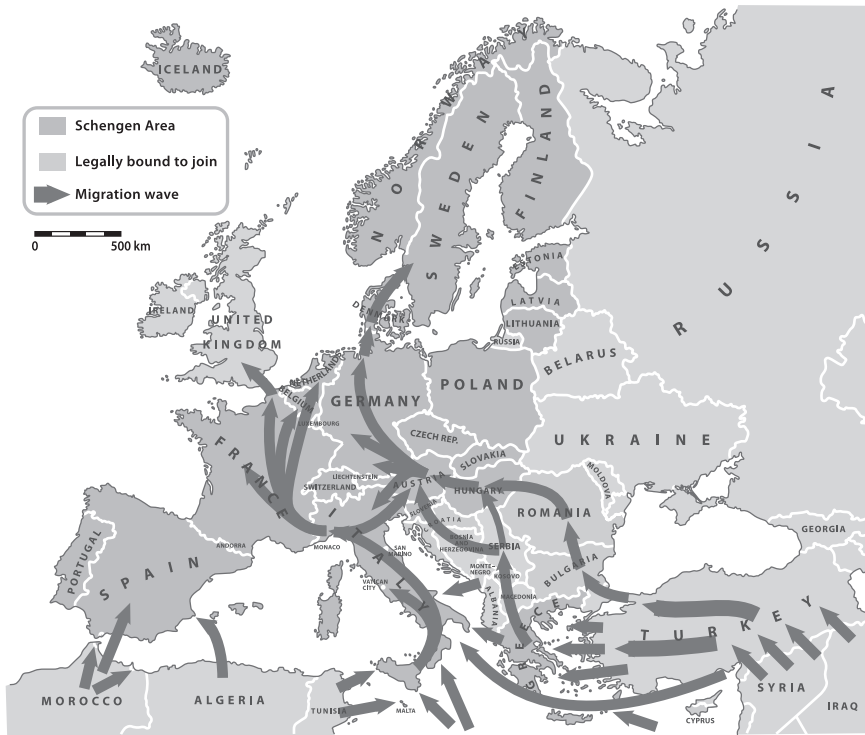 ICELAND
Schengen Area
Legally bound to join
Migration wave
0 500 km
NORWAY
SWEDEN
FINLAND
RUSSIA
ESTONIA
LATVIA
LITHUANIA
RUSSIA
DENMARK
IRELAND
UNITED
KINGDOM
NETHERLANDS
BELGIUM
LUXEMBOURG
GERMANY
POLAND
BELARUS
UKRAINE
CZECH REP.
SLOVAKIA
MOLDOVA
FRANCE
LIECHTENSTEIN
SWITZERLAND
AUSTRIA
HUNGARY
ROMANIA
SLOVENIA
CROATIA
BOSNIA
AND
HERZEGOVINA
SERBIA
MONTE-
NEGRO
KOSOVO
BULGARIA
GEORGIA
ANDORRA
MONACO
SAN
MARINO
ITALY
VATICAN
CITY
ALBANIA
MACEDONIA
GREECE
PORTUGAL
SPAIN
TURKEY
MOROCCO
ALGERIA
TUNISIA
MALTA
CYPRUS
SYRIA
IRAQ